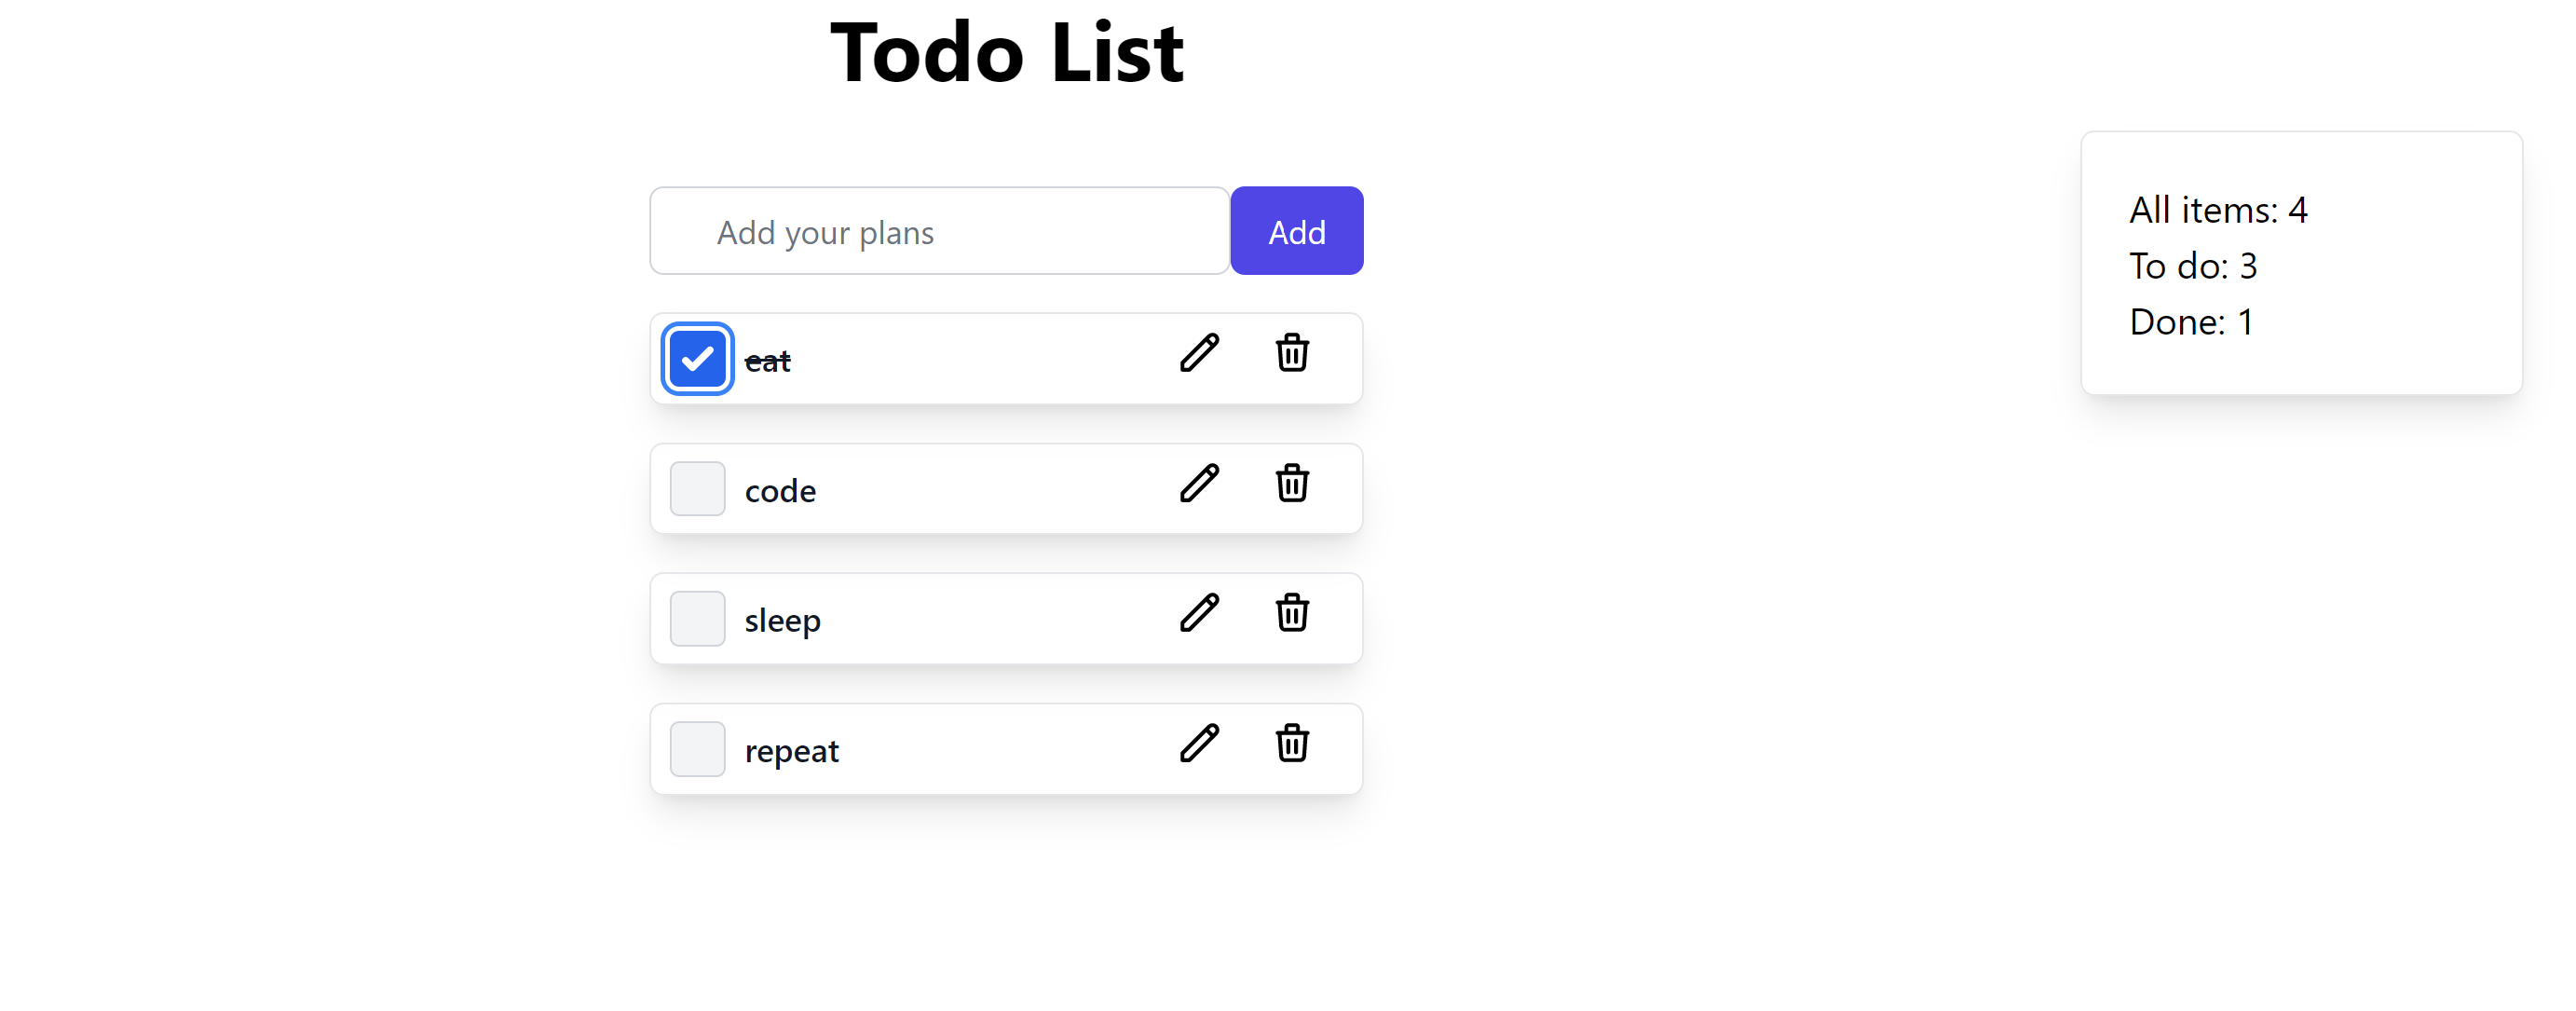 Todo List
Add your plans
Add
eat
code
sleep
repeat
All items: 4
To do: 3
Done: 1